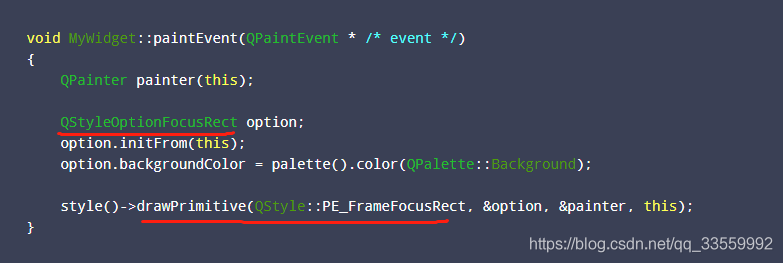 void MyWidget::paintEvent(QPaintEvent * /* event */)
{
    QPainter painter(this);

    QStyleOptionFocusRect option;
    option.initFrom(this);
    option.backgroundColor = palette().color(QPalette::Background);

    style()->drawPrimitive(QStyle::PE_FrameFocusRect, &option, &painter, this);
}
https://blog.csdn.net/qq_33559992